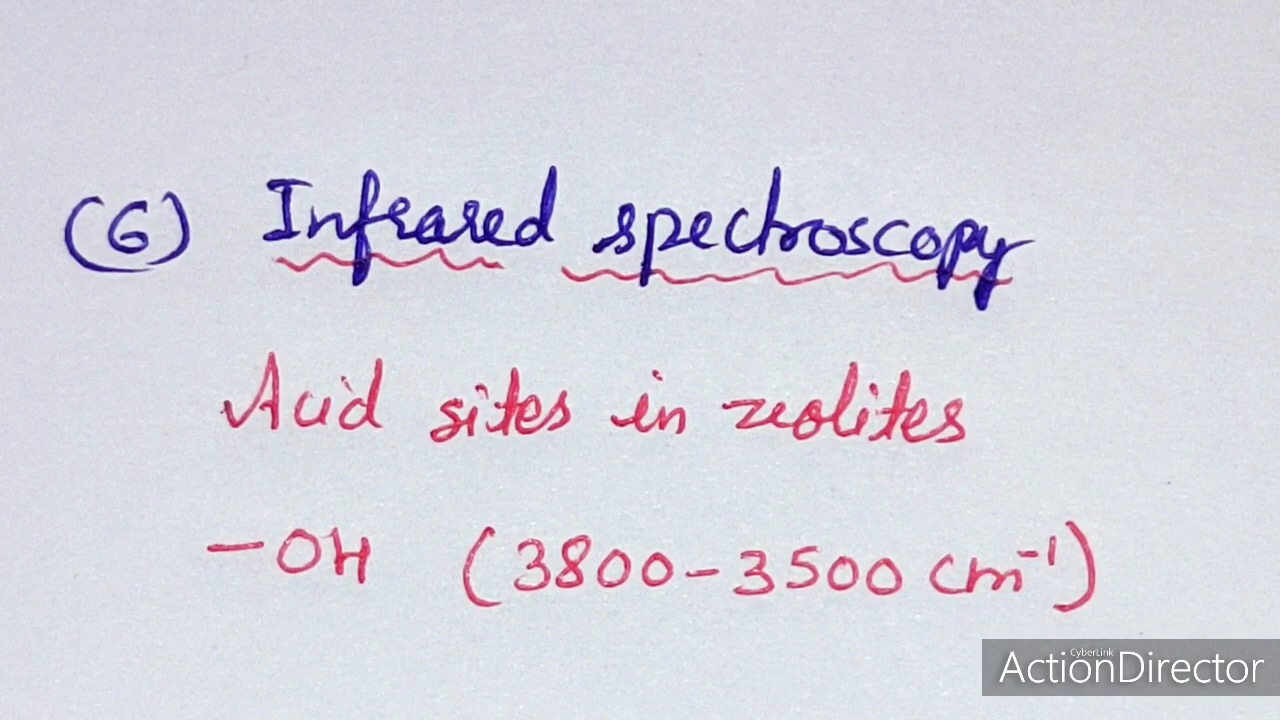 (6) Infrared spectroscopy
Acid sites in zeolites
-OH (3800-3500 cm⁻¹)
CyberLink
ActionDirector